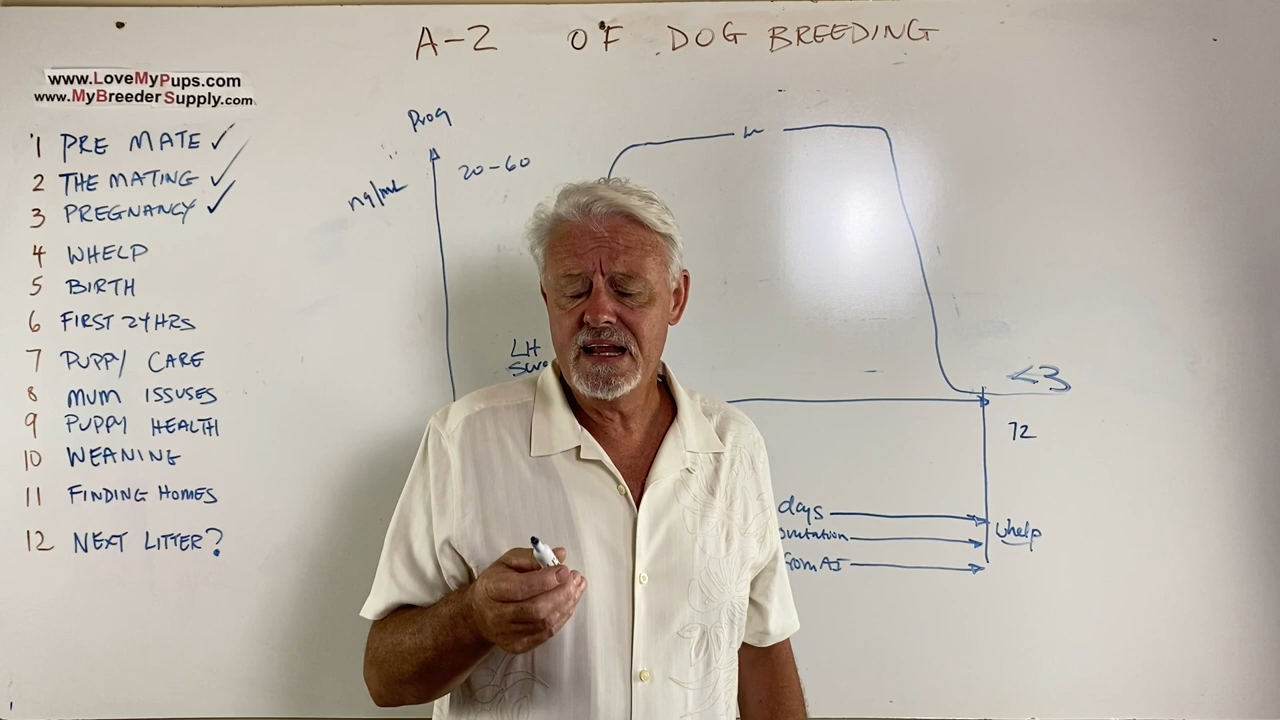 A-Z OF DOG BREEDING
www.LoveMyPups.com
www.MyBreederSupply.com
1 PRE MATE ✓
2 THE MATING ✓
3 PREGNANCY ✓
4 WHELP
5 BIRTH
6 FIRST 24HRS
7 PUPPY CARE
8 MUM ISSUSES
9 PUPPY HEALTH
10 WEANING
11 FINDING HOMES
12 NEXT LITTER?
Prog
ng/mL
20-60
LH
<3
72
days
whelp
from AI